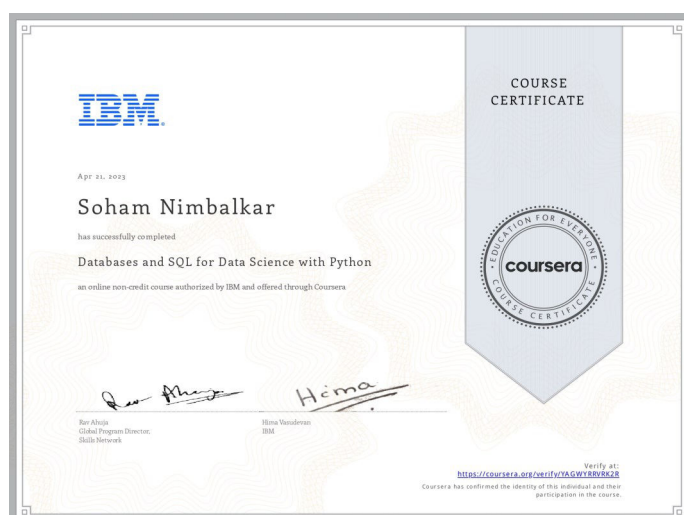 IBM
COURSE
CERTIFICATE
Apr 21, 2023
Soham Nimbalkar
has successfully completed
Databases and SQL for Data Science with Python
an online non-credit course authorized by IBM and offered through Coursera
EDUCATION FOR EVERYONE
coursera
COURSE CERTIFICATE
Rav Ahuja
Hima
Rav Ahuja
Global Program Director,
Skills Network
Hima Vasudevan
IBM
Verify at:
https://coursera.org/verify/YAGWYRRVRK2R
Coursera has confirmed the identity of this individual and their
participation in the course.